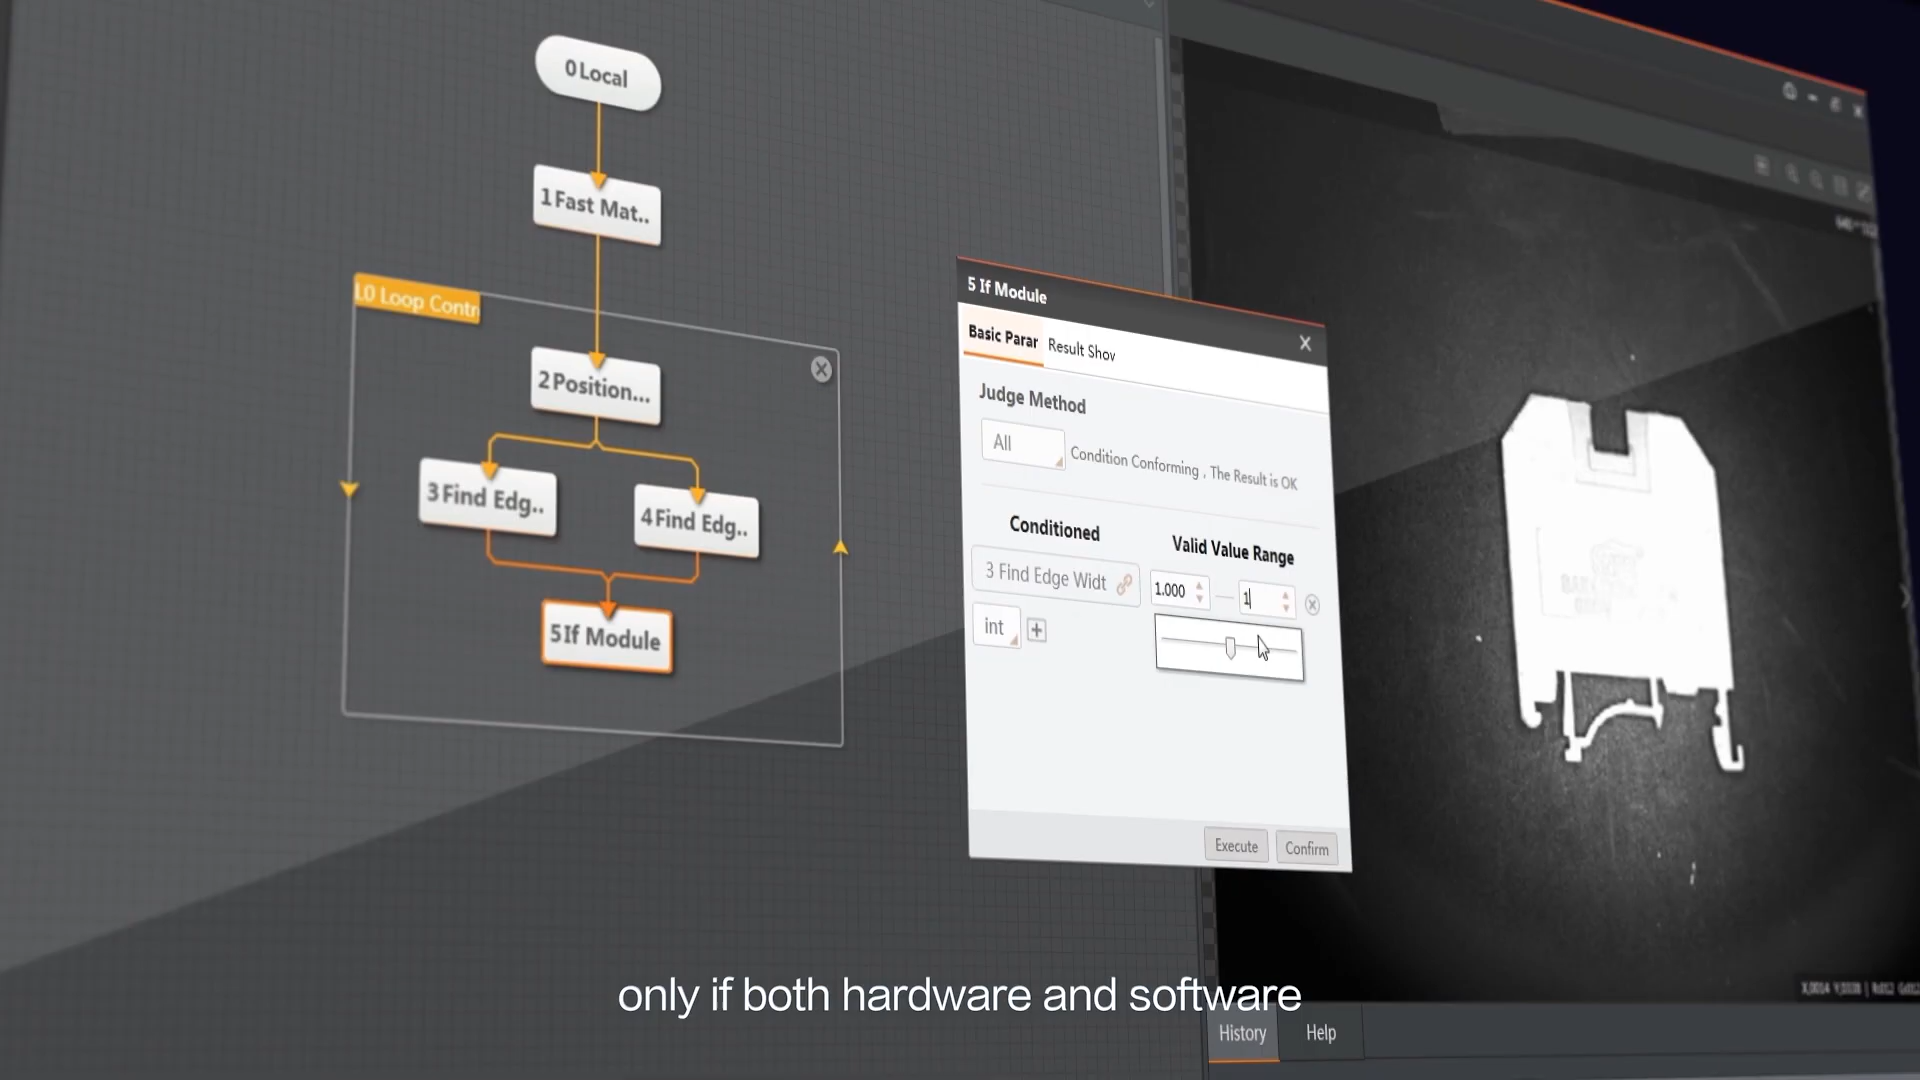 0 Local
1 Fast Mat..
L0 Loop Contr
2 Position...
3 Find Edg..
4 Find Edg..
5 If Module
5 If Module
Basic Parar
Result Shov
Judge Method
All
Condition Conforming , The Result is OK
Conditioned
Valid Value Range
3 Find Edge Widt
1.000
1
int
Execute
Confirm
only if both hardware and software
History
Help